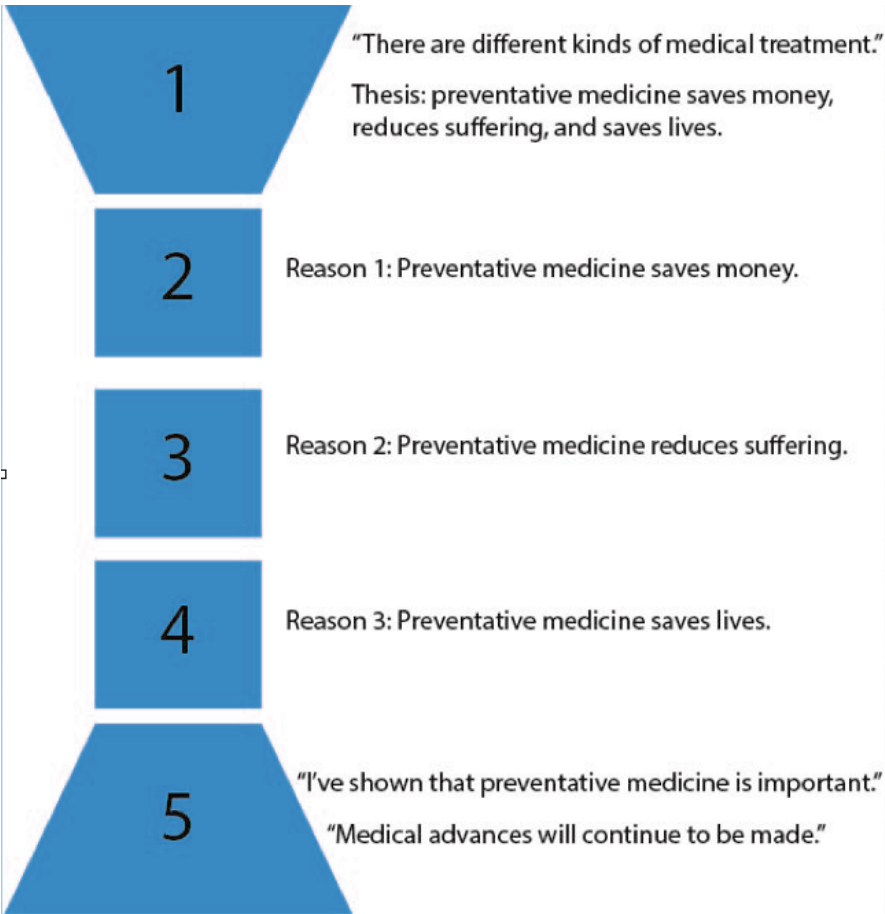 1
“There are different kinds of medical treatment.”
Thesis: preventative medicine saves money,
reduces suffering, and saves lives.
2
Reason 1: Preventative medicine saves money.
3
Reason 2: Preventative medicine reduces suffering.
4
Reason 3: Preventative medicine saves lives.
5
“I’ve shown that preventative medicine is important.”
“Medical advances will continue to be made.”